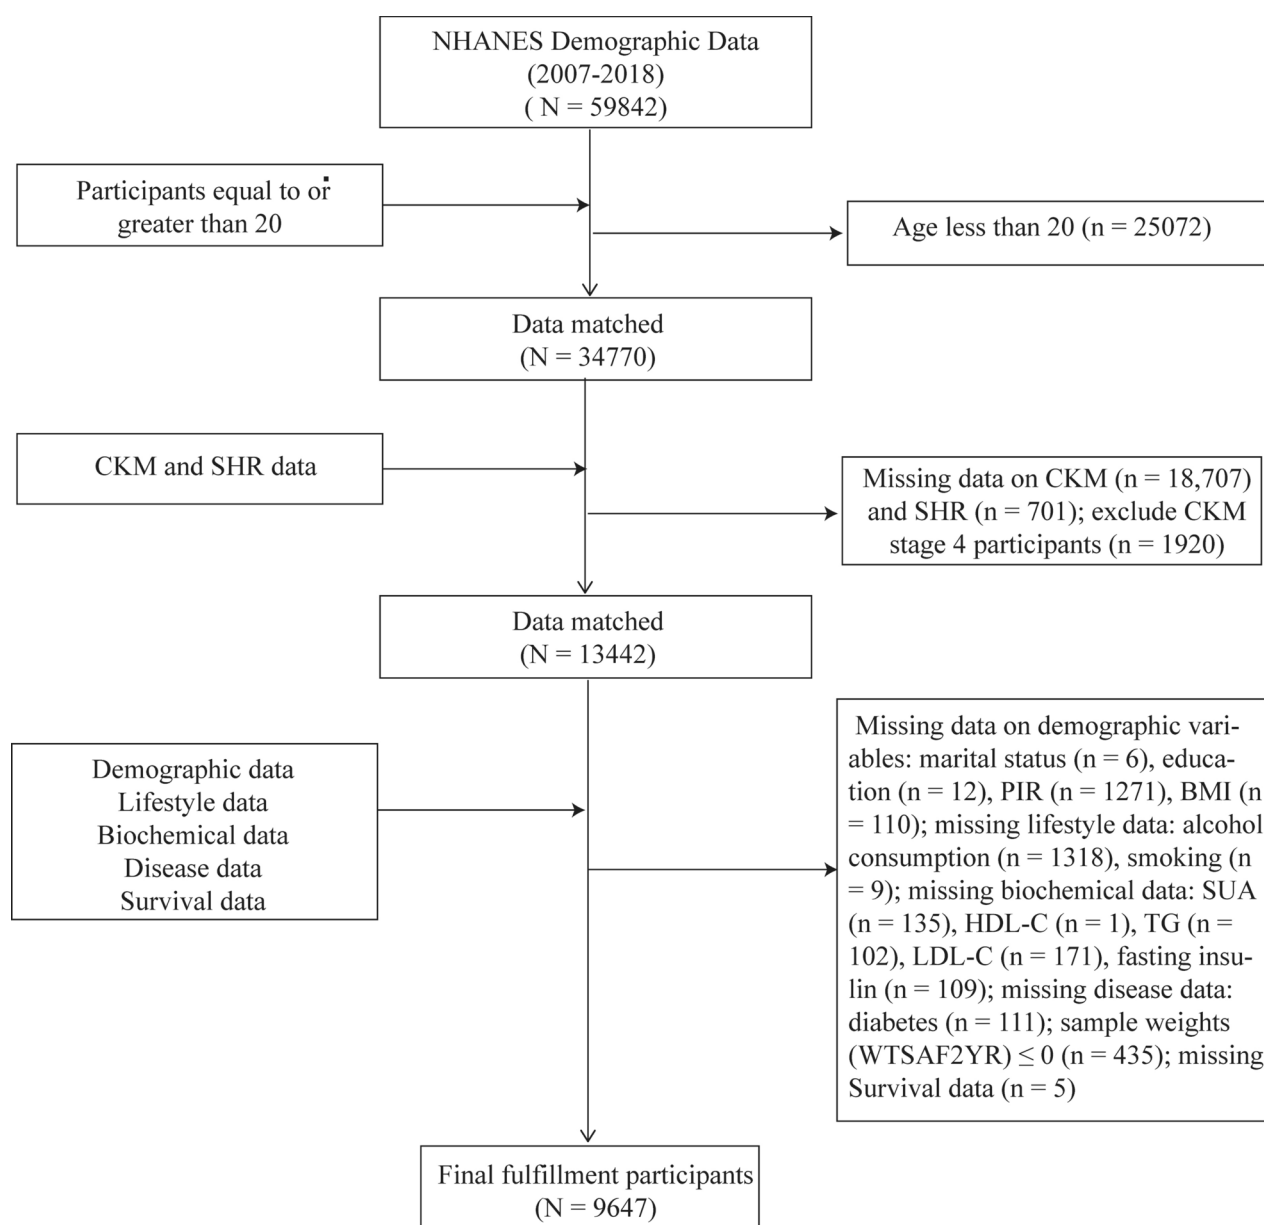 NHANES Demographic Data
(2007-2018)
( N = 59842)
Participants equal to or
greater than 20
Age less than 20 (n = 25072)
Data matched
(N = 34770)
CKM and SHR data
Missing data on CKM (n = 18,707)
and SHR (n = 701); exclude CKM
stage 4 participants (n = 1920)
Data matched
(N = 13442)
Demographic data
Lifestyle data
Biochemical data
Disease data
Survival data
Missing data on demographic vari-
ables: marital status (n = 6), educa-
tion (n = 12), PIR (n = 1271), BMI (n
= 110); missing lifestyle data: alcohol
consumption (n = 1318), smoking (n
= 9); missing biochemical data: SUA
(n = 135), HDL-C (n = 1), TG (n =
102), LDL-C (n = 171), fasting insu-
lin (n = 109); missing disease data:
diabetes (n = 111); sample weights
(WTSAF2YR) ≤ 0 (n = 435); missing
Survival data (n = 5)
Final fulfillment participants
(N = 9647)